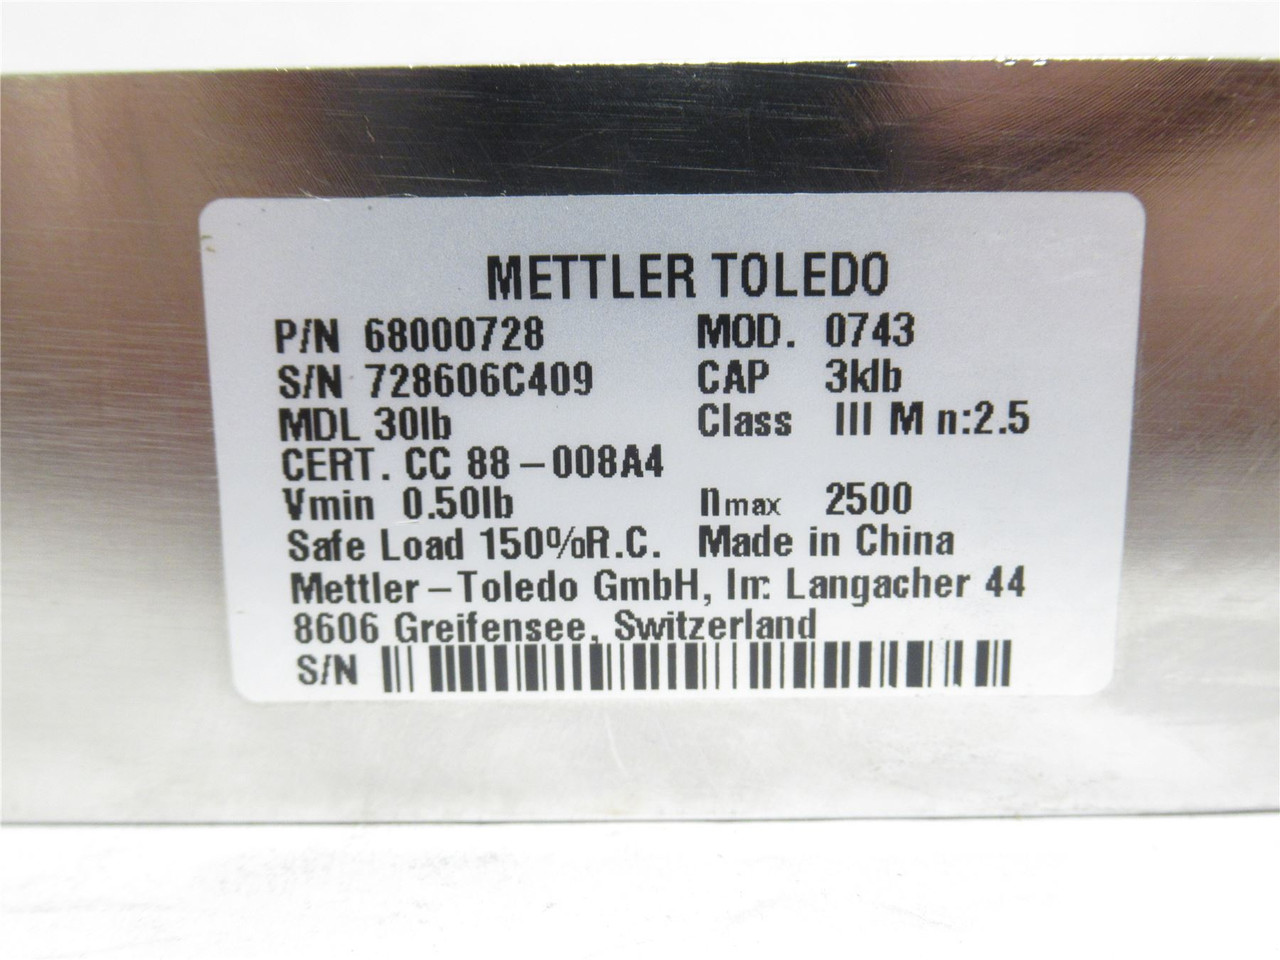 METTLER TOLEDO
P/N 68000728 MOD. 0743
S/N 728606C409 CAP 3klb
MDL 30lb Class III M n:2.5
CERT. CC 88-008A4
Vmin 0.50lb nmax 2500
Safe Load 150%R.C. Made in China
Mettler-Toledo GmbH, Im Langacher 44
8606 Greifensee, Switzerland
S/N